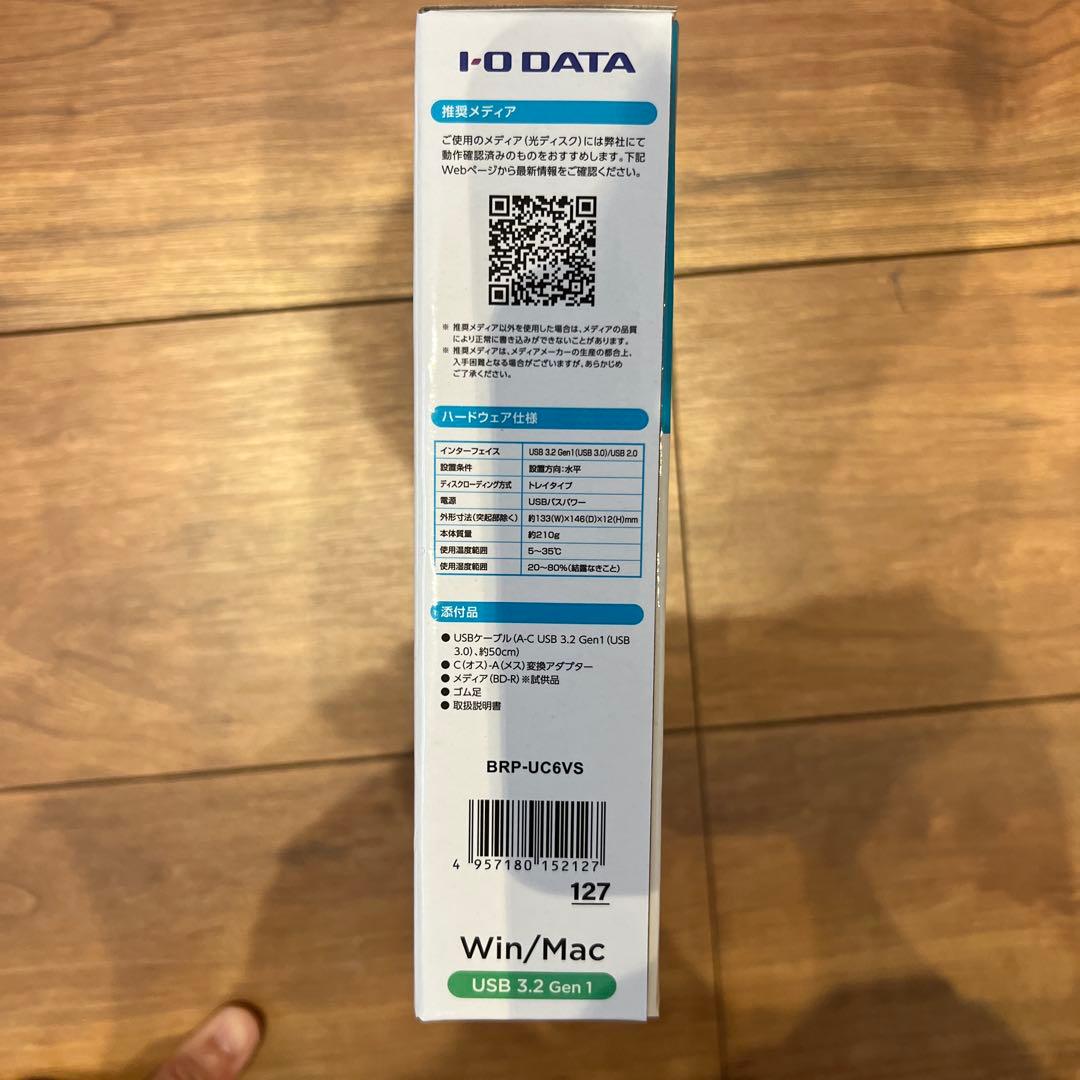 I-O DATA
推奨メディア
ご使用のメディア(光ディスク)には弊社にて
動作確認済みのものをおすすめします。下記
Webページから最新情報をご確認ください。
※ 推奨メディア以外を使用した場合は、メディアの品質
により正常に書き込みができないことがあります。
※ 推奨メディアは、メディアメーカーの生産の都合上、
入手困難となる場合がございますが、あらかじめ
ご了承ください。
ハードウェア仕様
インターフェイス USB 3.2 Gen1(USB 3.0)/USB 2.0
設置条件 設置方向:水平
ディスクローディング方式 トレイタイプ
電源 USBバスパワー
外形寸法(突起部除く) 約133(W)×146(D)×12(H)mm
本体質量 約210g
使用温度範囲 5〜35℃
使用湿度範囲 20〜80%(結露なきこと)
添付品
● USBケーブル(A-C USB 3.2 Gen1(USB
3.0)、約50cm)
● C(オス)-A(メス)変換アダプター
● メディア(BD-R)※試供品
● ゴム足
● 取扱説明書
BRP-UC6VS
4 957180 152127
127
Win/Mac
USB 3.2 Gen 1